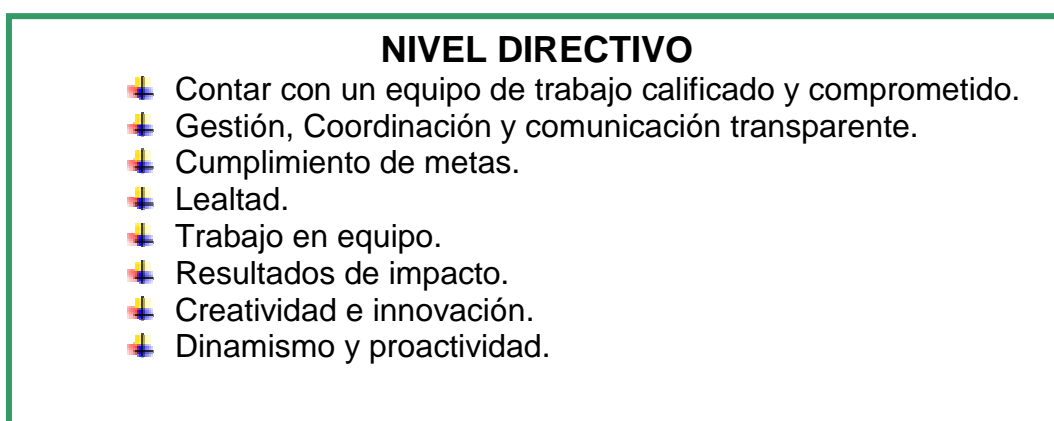 NIVEL DIRECTIVO
Contar con un equipo de trabajo calificado y comprometido.
Gestión, Coordinación y comunicación transparente.
Cumplimiento de metas.
Lealtad.
Trabajo en equipo.
Resultados de impacto.
Creatividad e innovación.
Dinamismo y proactividad.